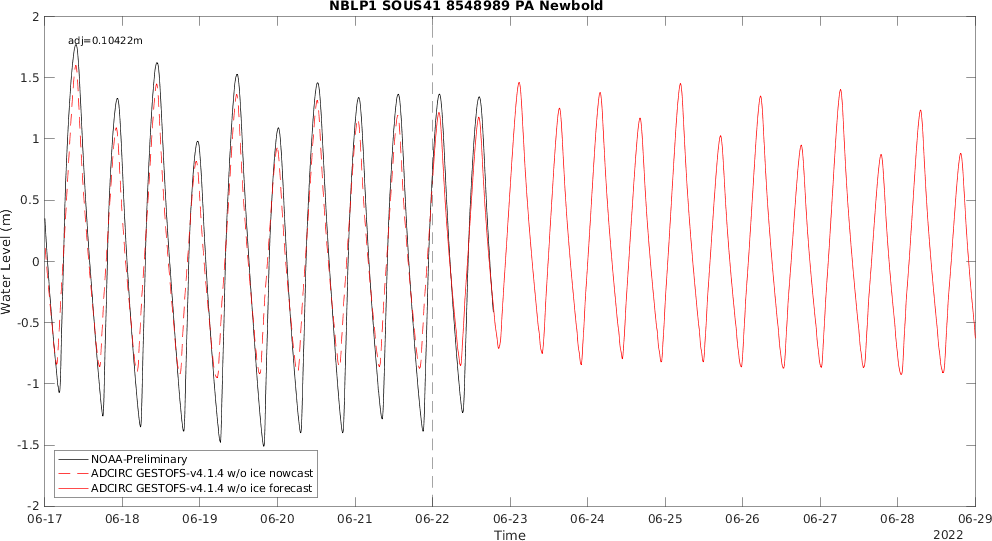 NBLP1 SOUS41 8548989 PA Newbold
adj=0.10422m
2
1.5
1
0.5
0
-0.5
-1
-1.5
-2
Water Level (m)
NOAA-Preliminary
ADCIRC GESTOFS-v4.1.4 w/o ice nowcast
ADCIRC GESTOFS-v4.1.4 w/o ice forecast
06-17 06-18 06-19 06-20 06-21 06-22 06-23 06-24 06-25 06-26 06-27 06-28 06-29
Time
2022